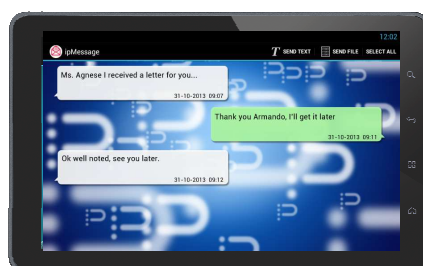 12:02
ipMessage
T SEND TEXT SEND FILE SELECT ALL
Ms. Agnese I received a letter for you...
31-10-2013 09:07
Thank you Armando, I'll get it later
31-10-2013 09:11
Ok well noted, see you later.
31-10-2013 09:12